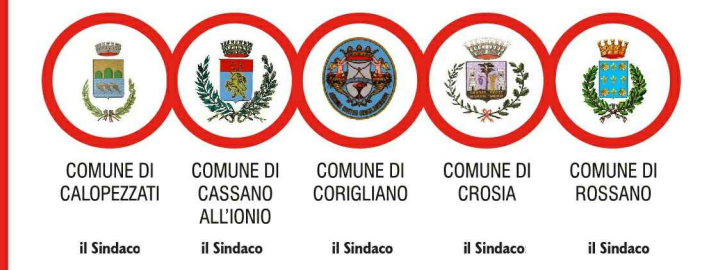 COMUNE DI CALOPEZZATI
COMUNE DI CASSANO ALL'IONIO
COMUNE DI CORIGLIANO
COMUNE DI CROSIA
COMUNE DI ROSSANO
il Sindaco
il Sindaco
il Sindaco
il Sindaco
il Sindaco